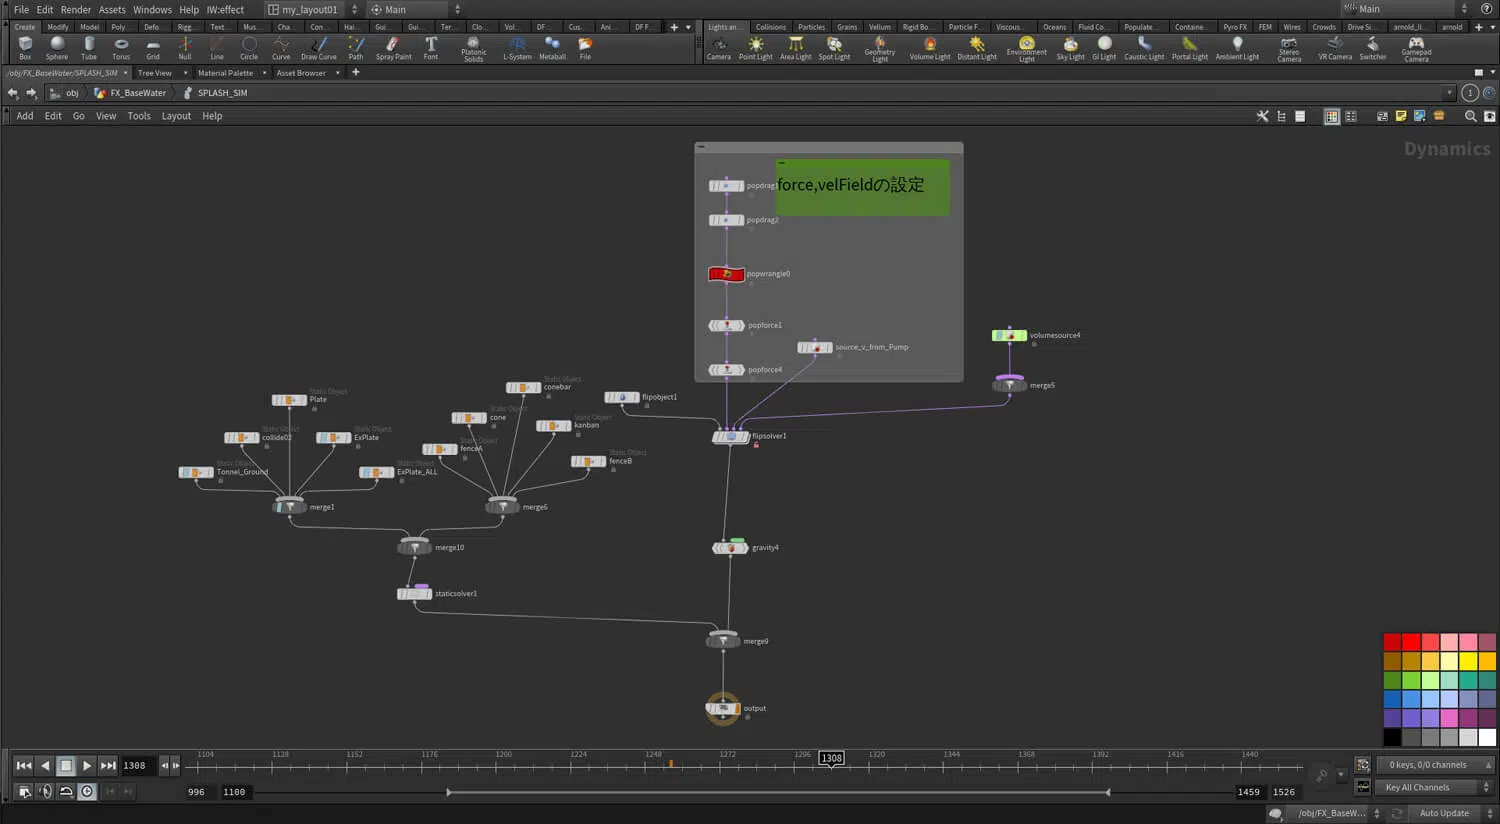 File Edit Render Assets Windows Help IW:effect my_layout01 Main Main
Create Modify Model Poly Defo Rigg... Text Cha... Con... Hai... Gui... Gui... Ter... Clo... Vol... DF... Cus... Ani... DF F
Lights an... Collisions Particles Grains Vellum Rigid Bo... Particle F... Viscous... Oceans Fluid Co... Populate... Containe... Pyro FX FEM Wires Crowds Drive Si... arnold_li... arnold
Box Sphere Tube Torus Grid Null Line Circle Curve Draw Curve Path Spray Paint Font Platonic Solids L-System Metaball File
Camera Point Light Area Light Spot Light Geometry Light Volume Light Distant Light Environment Light Sky Light GI Light Caustic Light Portal Light Ambient Light Stereo Camera VR Camera Switcher Gamepad Camera
/obj/FX_BaseWater/SPLASH_SIM Tree View Material Palette Asset Browser
obj FX_BaseWater SPLASH_SIM 1
Add Edit Go View Tools Layout Help
Dynamics
force,velFieldの設定
popdrag
popdrag2
popwrangle0
popforce1
source_v_from_Pump
popforce4
volumesource4
merge5
flipobject1
flipsolver1
Static Object
conebar
Static Object
Plate
Static Object
cone
Static Object
kanban
Static Object
collide02
Static Object
ExPlate
Static Object
fenceA
Static Object
fenceB
Static Object
Tonnel_Ground
Static Object
ExPlate_ALL
merge1
merge6
merge10
staticsolver1
gravity4
merge9
output
1104 1128 1152 1176 1200 1224 1248 1272 1296 1320 1344 1368 1392 1416 1440
1308
1308
0 keys, 0/0 channels
996 1100 1459 1526
Key All Channels
/obj/FX_BaseW... Auto Update